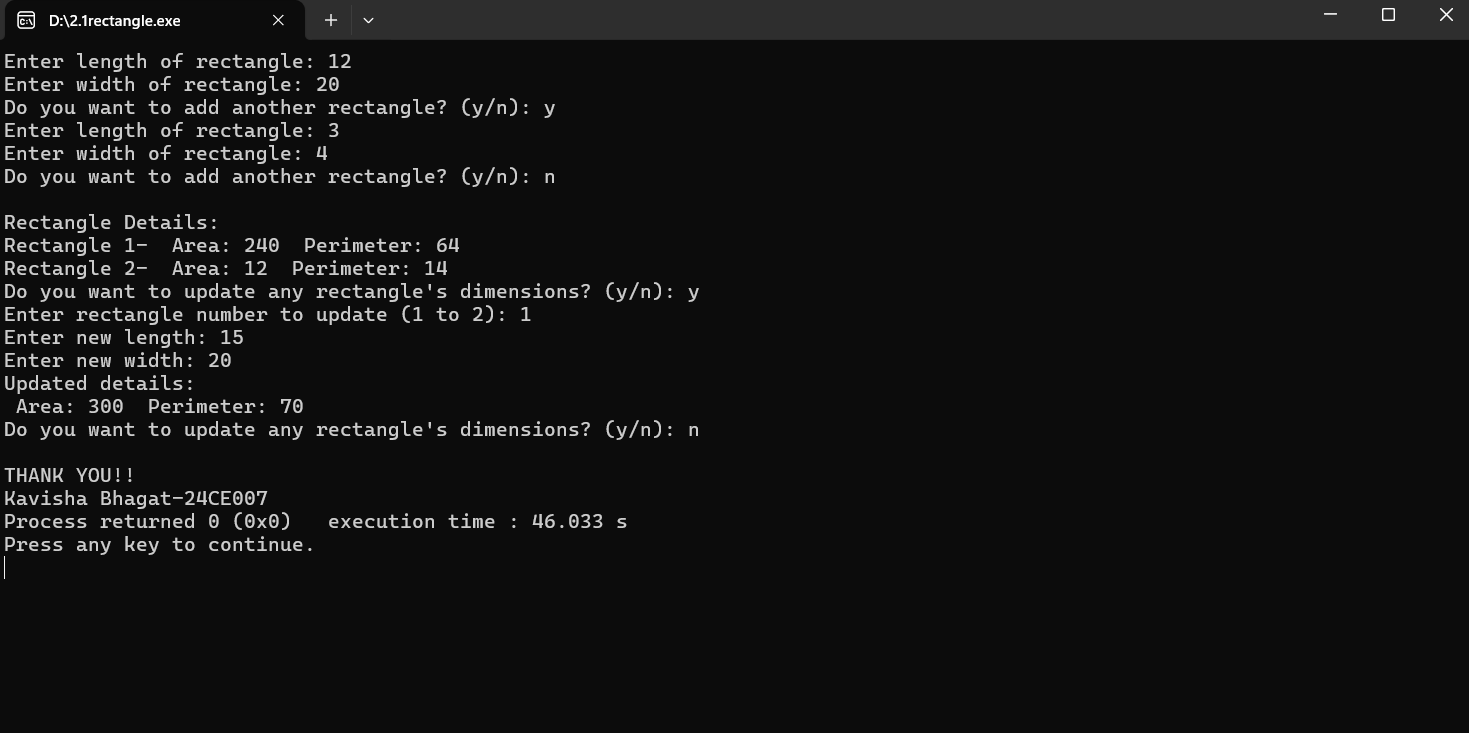 D:\2.1rectangle.exe
Enter length of rectangle: 12
Enter width of rectangle: 20
Do you want to add another rectangle? (y/n): y
Enter length of rectangle: 3
Enter width of rectangle: 4
Do you want to add another rectangle? (y/n): n

Rectangle Details:
Rectangle 1-  Area: 240  Perimeter: 64
Rectangle 2-  Area: 12  Perimeter: 14
Do you want to update any rectangle's dimensions? (y/n): y
Enter rectangle number to update (1 to 2): 1
Enter new length: 15
Enter new width: 20
Updated details:
 Area: 300  Perimeter: 70
Do you want to update any rectangle's dimensions? (y/n): n

THANK YOU!!
Kavisha Bhagat-24CE007
Process returned 0 (0x0)   execution time : 46.033 s
Press any key to continue.